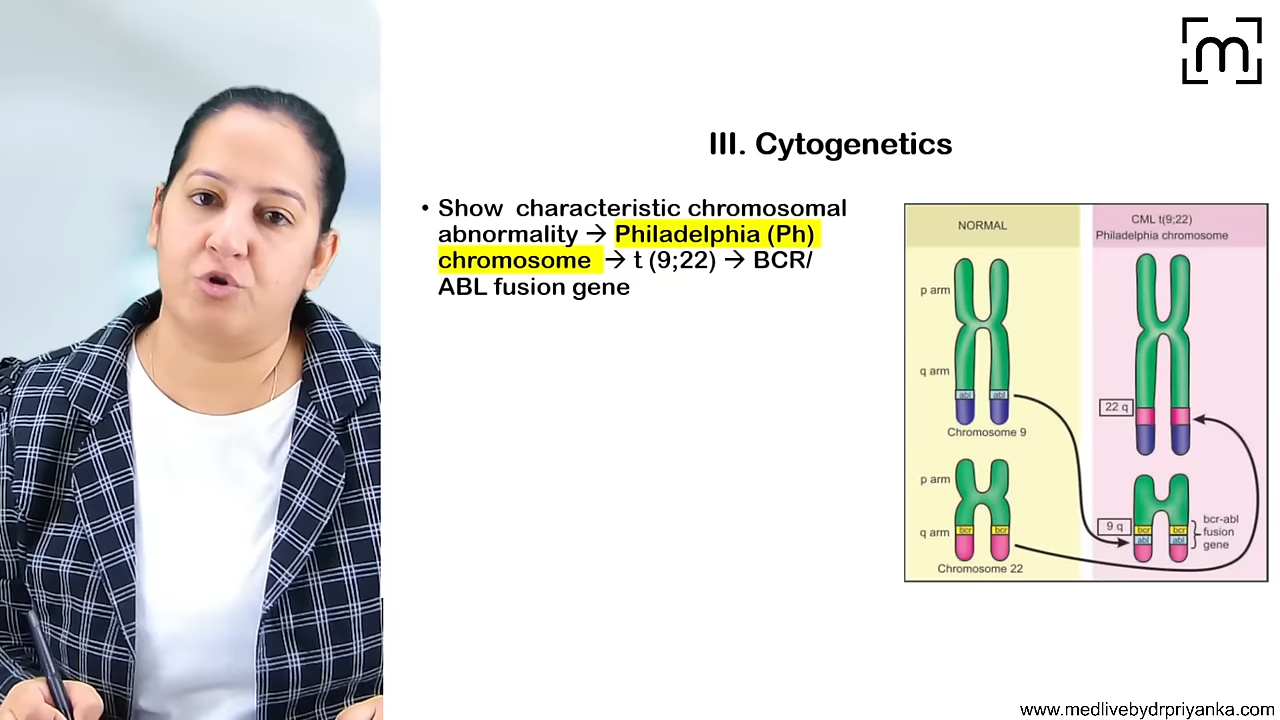 m
III. Cytogenetics
• Show characteristic chromosomal
abnormality → Philadelphia (Ph)
chromosome → t (9;22) → BCR/
ABL fusion gene
NORMAL
p arm
q arm
abl abl
Chromosome 9
p arm
q arm
bcr bcr
Chromosome 22
CML t(9;22)
Philadelphia chromosome
22 q
9 q
bcr bcr
abl abl
bcr-abl
fusion
gene
www.medlivebydrpriyanka.com